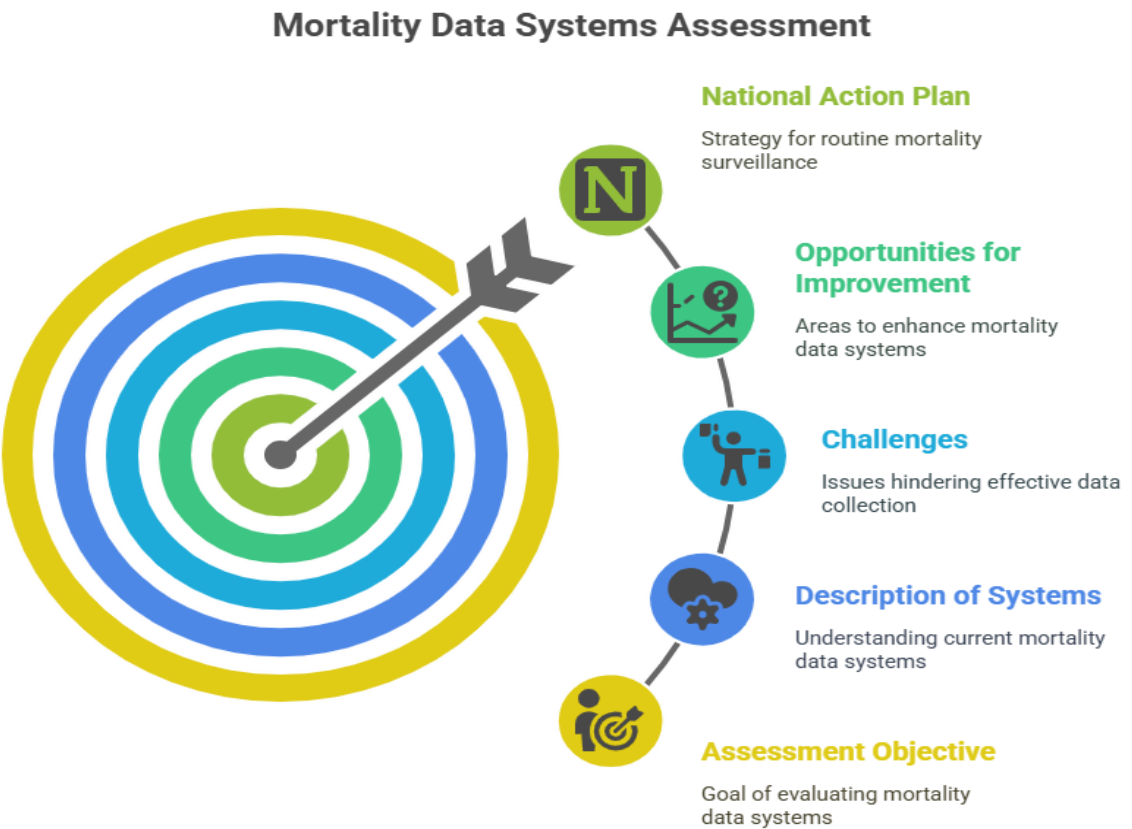 Mortality Data Systems Assessment
National Action Plan
Strategy for routine mortality
surveillance
N
Opportunities for
Improvement
?
Areas to enhance mortality
data systems
Challenges
Issues hindering effective data
collection
Description of Systems
Understanding current mortality
data systems
Assessment Objective
Goal of evaluating mortality
data systems